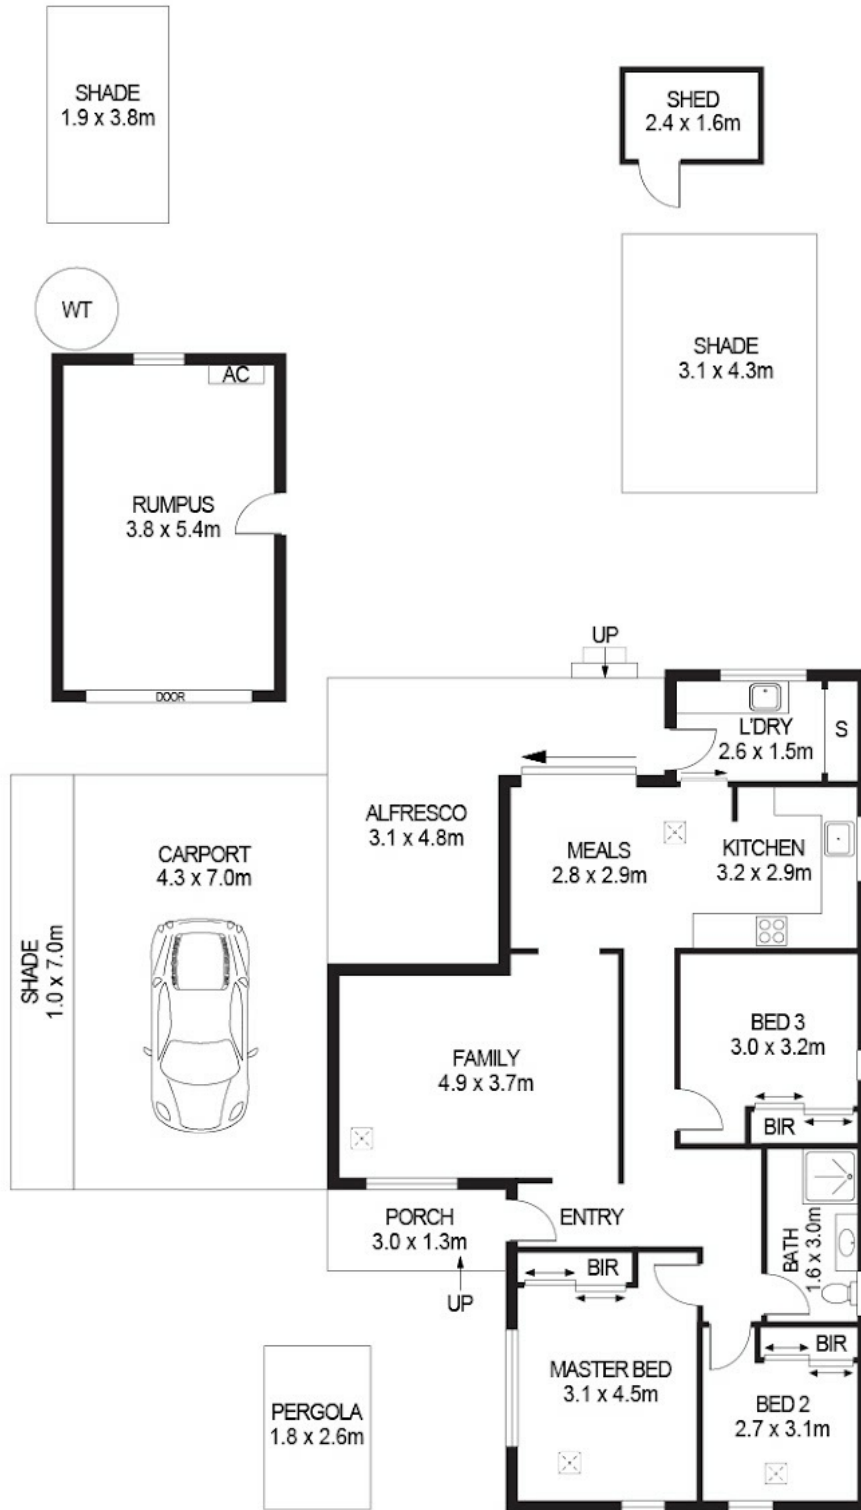 SHADE
1.9 x 3.8m
SHED
2.4 x 1.6m
WT
SHADE
3.1 x 4.3m
AC
RUMPUS
3.8 x 5.4m
DOOR
UP
L'DRY
2.6 x 1.5m
S
ALFRESCO
3.1 x 4.8m
MEALS
2.8 x 2.9m
KITCHEN
3.2 x 2.9m
CARPORT
4.3 x 7.0m
SHADE
1.0 x 7.0m
FAMILY
4.9 x 3.7m
BED 3
3.0 x 3.2m
BIR
PORCH
3.0 x 1.3m
UP
ENTRY
BATH
1.6 x 3.0m
BIR
MASTER BED
3.1 x 4.5m
BIR
BED 2
2.7 x 3.1m
PERGOLA
1.8 x 2.6m